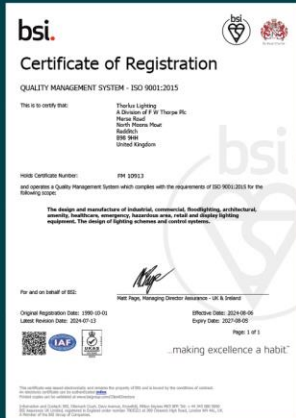 bsi.
bsi
Certificate of Registration
QUALITY MANAGEMENT SYSTEM - ISO 9001:2015
This is to certify that:
Thorlux Lighting
A Division of F W Thorpe Plc
Merse Road
North Moons Moat
Redditch
B98 9HH
United Kingdom
Holds Certificate Number:
FM 10913
and operates a Quality Management System which complies with the requirements of ISO 9001:2015 for the
following scope:
The design and manufacture of industrial, commercial, floodlighting, architectural,
amenity, healthcare, emergency, hazardous area, retail and display lighting
equipment. The design of lighting schemes and control systems.
bsi
For and on behalf of BSI:
Matt Page, Managing Director Assurance - UK & Ireland
Original Registration Date: 1990-10-01
Effective Date: 2024-08-06
Latest Revision Date: 2024-07-13
Expiry Date: 2027-08-05
Page: 1 of 1
IAF
...making excellence a habit.